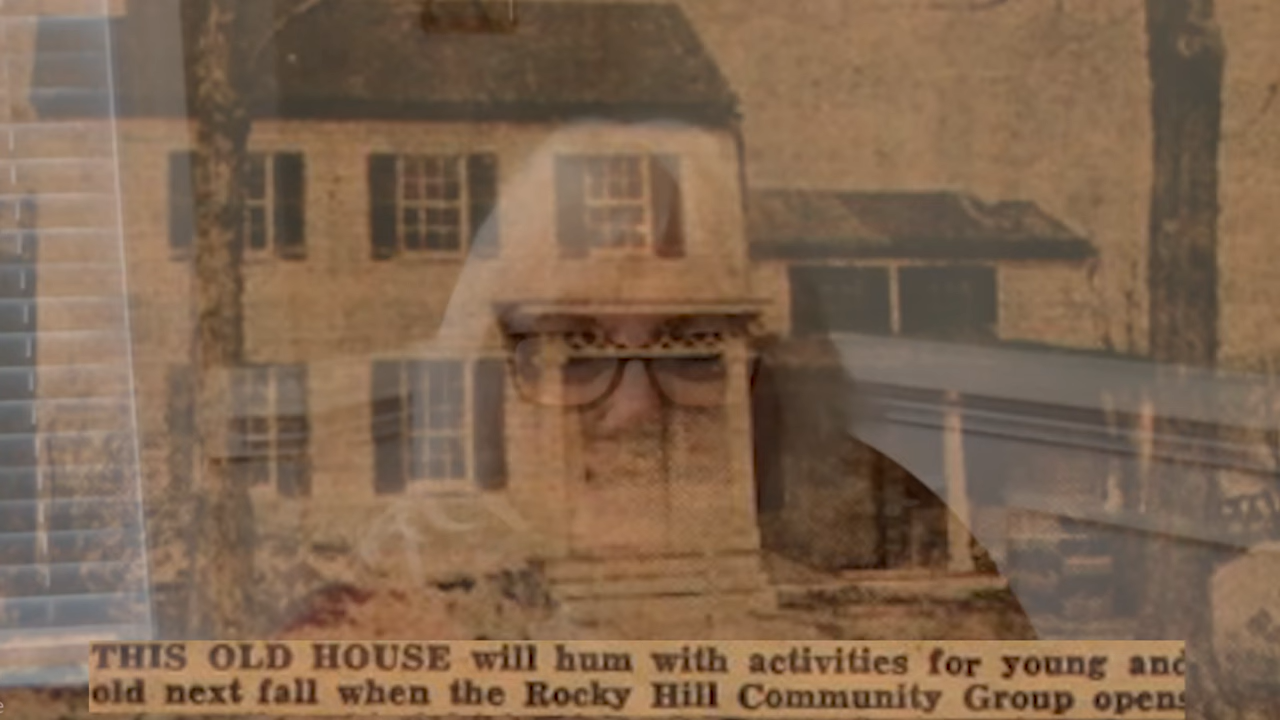 THIS OLD HOUSE will hum with activities for young and
old next fall when the Rocky Hill Community Group opens